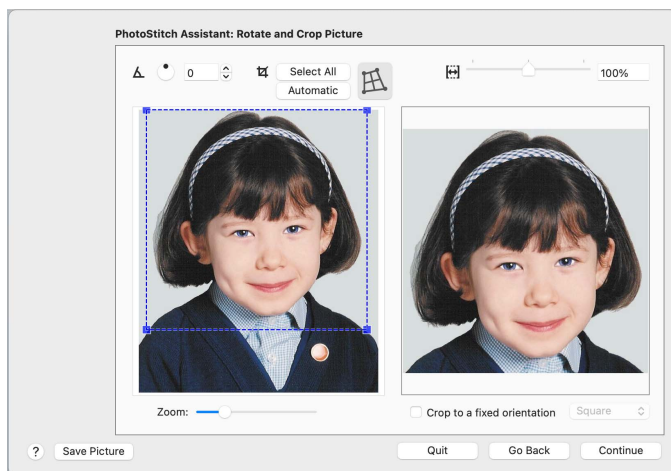 PhotoStitch Assistant: Rotate and Crop Picture
0
Select All
Automatic
100%
Zoom:
Crop to a fixed orientation
Square
?
Save Picture
Quit
Go Back
Continue